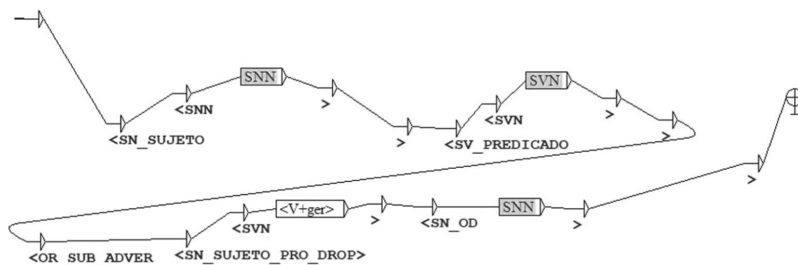 SNN
SVN
<SNN
>
<SVN
>
<SN_SUJETO
>
<SV_PREDICADO
>
<V+ger>
SNN
>
<SVN
>
<SN_OD
>
<OR SUB ADVER
<SN_SUJETO_PRO_DROP>